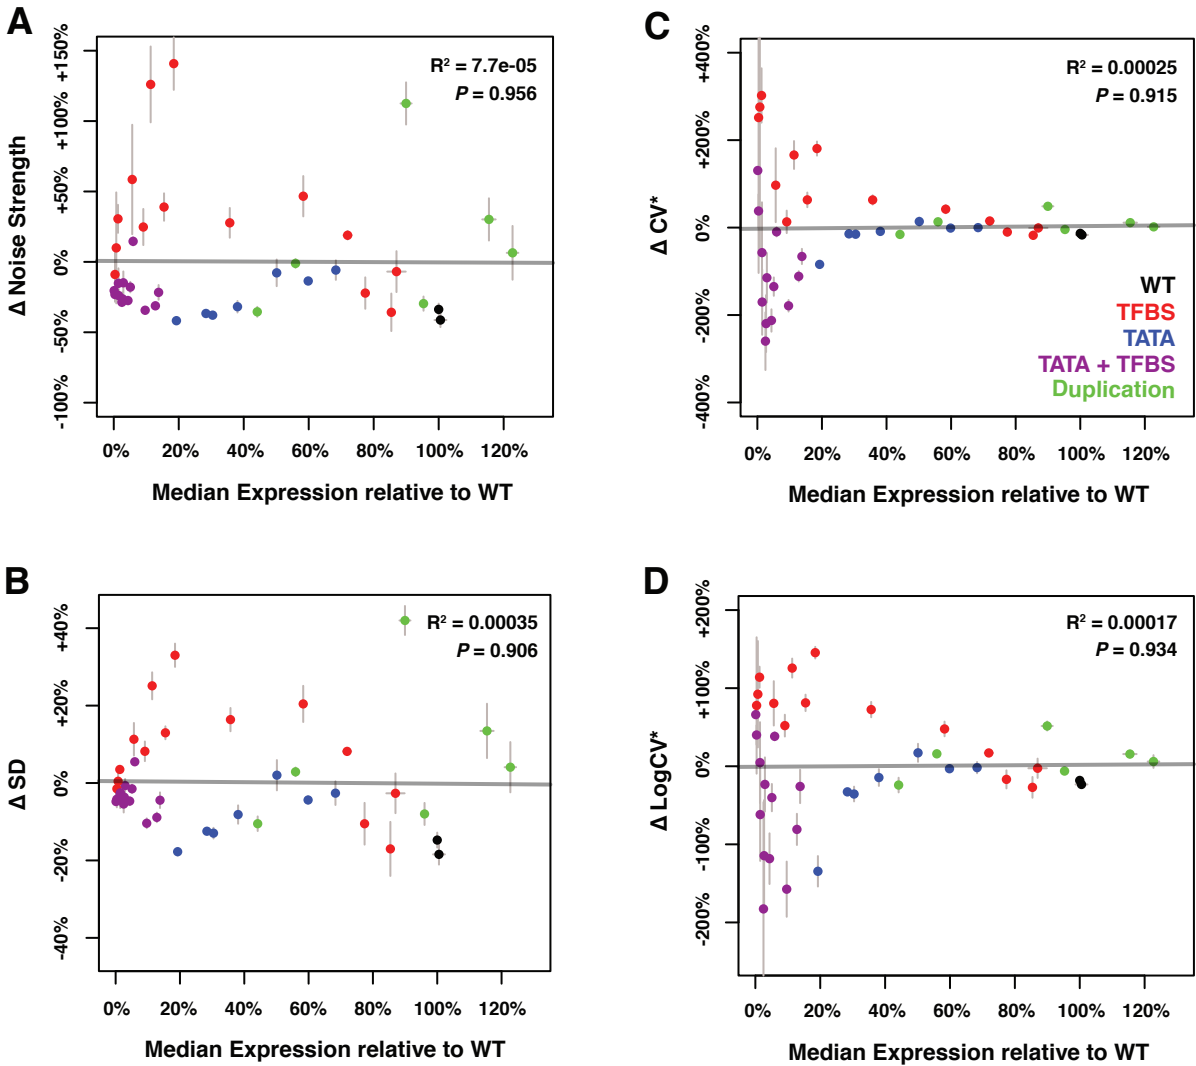 A
Δ Noise Strength
+150%
+100%
+50%
0%
-50%
-100%
R² = 7.7e-05
P = 0.956
0% 20% 40% 60% 80% 100% 120%
Median Expression relative to WT
C
Δ CV*
+400%
+200%
0%
-200%
-400%
R² = 0.00025
P = 0.915
WT
TFBS
TATA
TATA + TFBS
Duplication
0% 20% 40% 60% 80% 100% 120%
Median Expression relative to WT
B
Δ SD
+40%
+20%
0%
-20%
-40%
R² = 0.00035
P = 0.906
0% 20% 40% 60% 80% 100% 120%
Median Expression relative to WT
D
Δ LogCV*
+200%
+100%
0%
-100%
-200%
R² = 0.00017
P = 0.934
0% 20% 40% 60% 80% 100% 120%
Median Expression relative to WT